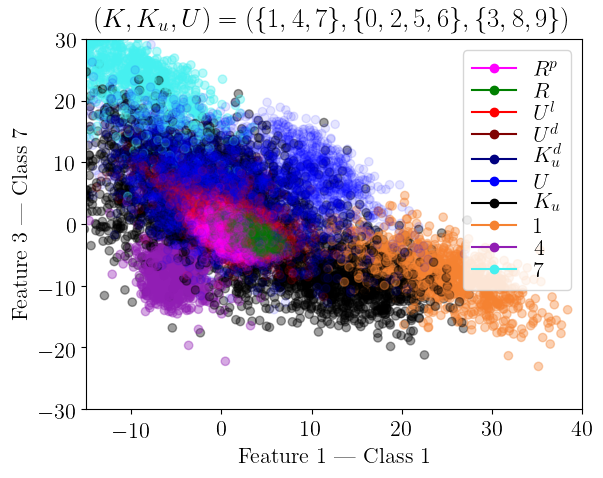 (K, K_u, U) = ({1, 4, 7}, {0, 2, 5, 6}, {3, 8, 9})
30
20
10
0
−10
−20
−30
Feature 3 — Class 7
−10
0
10
20
30
40
Feature 1 — Class 1
R^p
R
U^l
U^d
K_u^d
U
K_u
1
4
7